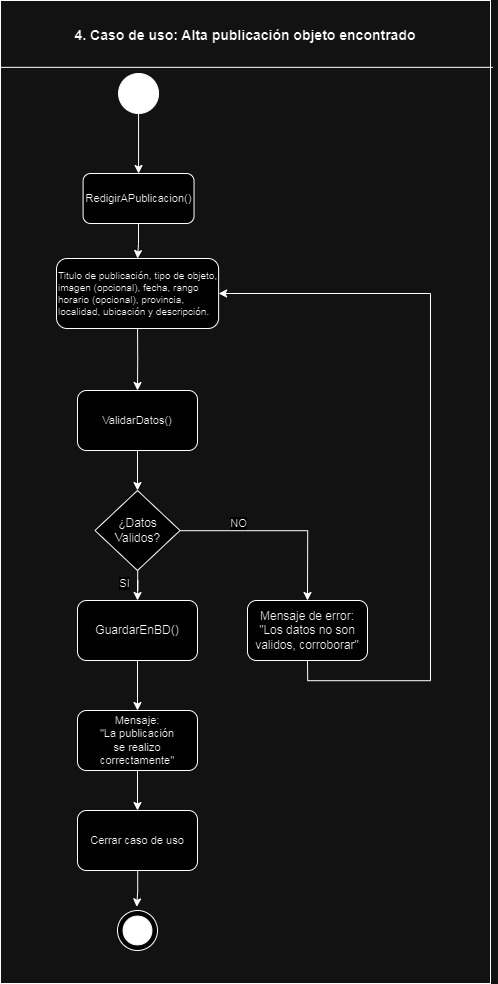 4. Caso de uso: Alta publicación objeto encontrado
RedigirAPublicacion()
Titulo de publicación, tipo de objeto,
imagen (opcional), fecha, rango
horario (opcional), provincia,
localidad, ubicación y descripción.
ValidarDatos()
¿Datos
Validos?
NO
SI
GuardarEnBD()
Mensaje de error:
"Los datos no son
validos, corroborar"
Mensaje:
"La publicación
se realizo
correctamente"
Cerrar caso de uso